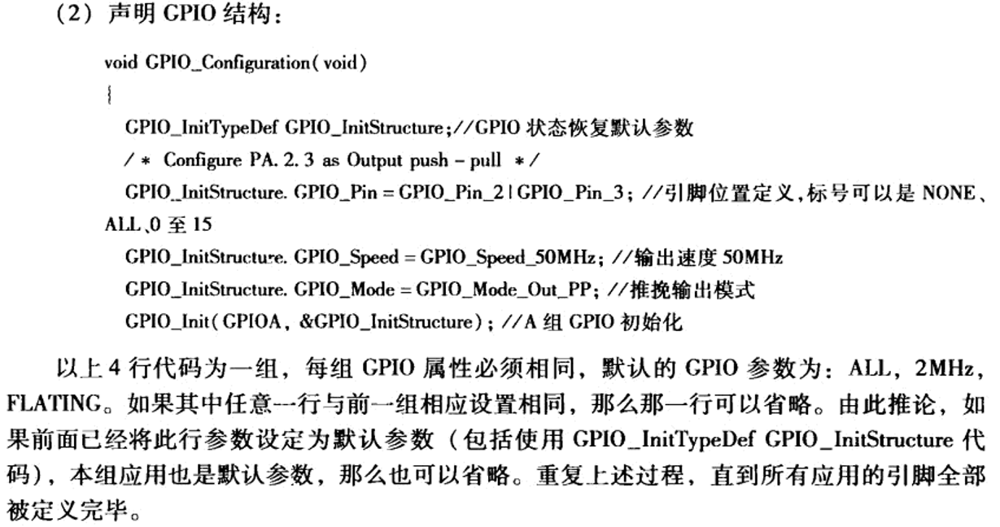 （2）声明 GPIO 结构：
void GPIO_Configuration( void)
{
GPIO_InitTypeDef GPIO_InitStructure;//GPIO 状态恢复默认参数
/ * Configure PA. 2. 3 as Output push – pull * /
GPIO_InitStructure. GPIO_Pin = GPIO_Pin_2 | GPIO_Pin_3; //引脚位置定义,标号可以是 NONE、
ALL、0 至 15
GPIO_InitStructure. GPIO_Speed = GPIO_Speed_50MHz; //输出速度 50MHz
GPIO_InitStructure. GPIO_Mode = GPIO_Mode_Out_PP; //推挽输出模式
GPIO_Init( GPIOA, &GPIO_InitStructure) ; //A 组 GPIO 初始化
以上 4 行代码为一组，每组 GPIO 属性必须相同，默认的 GPIO 参数为：ALL，2MHz，
FLATING。如果其中任意一行与前一组相应设置相同，那么那一行可以省略。由此推论，如
果前面已经将此行参数设定为默认参数（包括使用 GPIO_InitTypeDef GPIO_InitStructure 代
码），本组应用也是默认参数，那么也可以省略。重复上述过程，直到所有应用的引脚全部
被定义完毕。